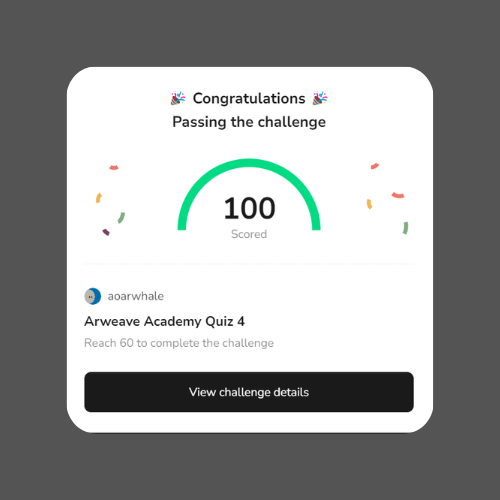 🎉 Congratulations 🎉
Passing the challenge
100
Scored
aoarwhale
Arweave Academy Quiz 4
Reach 60 to complete the challenge
View challenge details